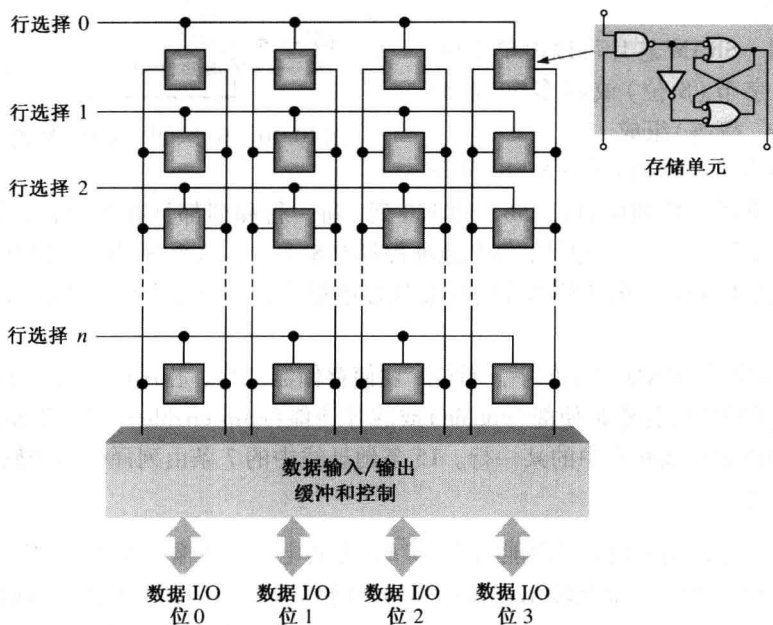 行选择 0
存储单元
行选择 1
行选择 2
行选择 n
数据输入/输出
缓冲和控制
数据 I/O
位 0
数据 I/O
位 1
数据 I/O
位 2
数据 I/O
位 3